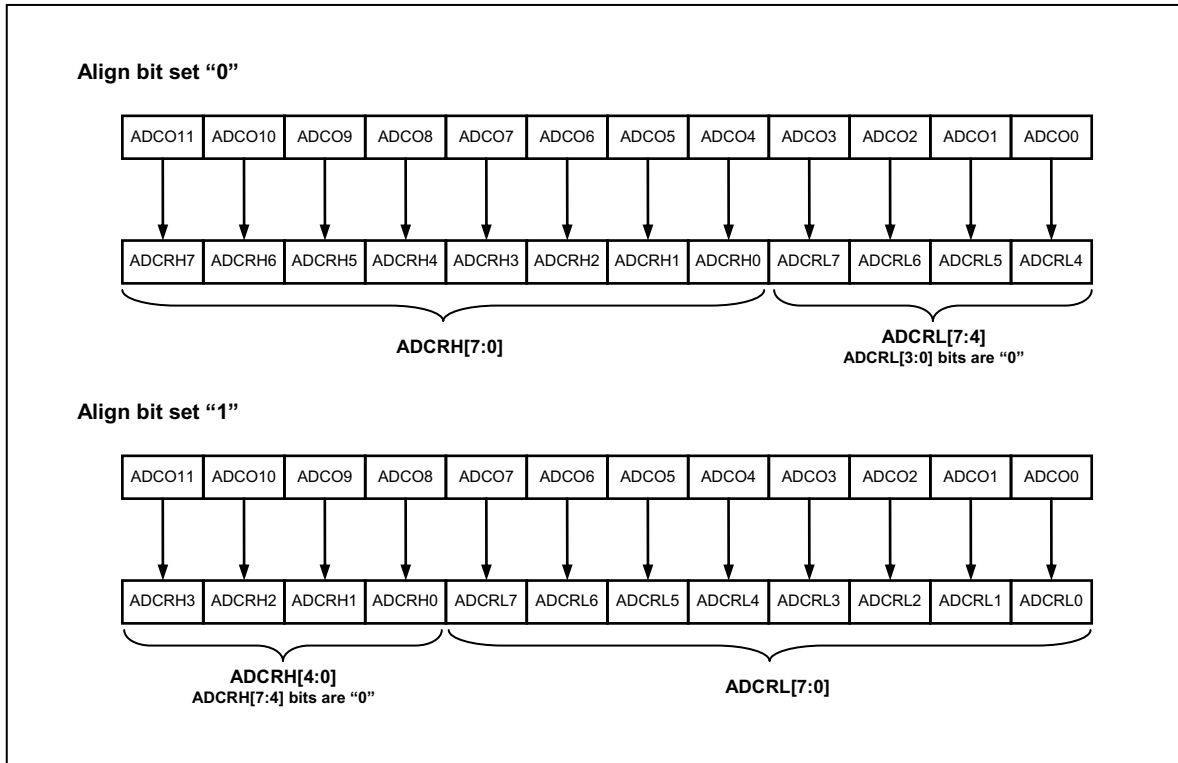 Align bit set “0”
ADCO11 ADCO10 ADCO9 ADCO8 ADCO7 ADCO6 ADCO5 ADCO4 ADCO3 ADCO2 ADCO1 ADCO0
ADCRH7 ADCRH6 ADCRH5 ADCRH4 ADCRH3 ADCRH2 ADCRH1 ADCRH0 ADCRL7 ADCRL6 ADCRL5 ADCRL4
ADCRH[7:0]
ADCRL[7:4]
ADCRL[3:0] bits are “0”
Align bit set “1”
ADCO11 ADCO10 ADCO9 ADCO8 ADCO7 ADCO6 ADCO5 ADCO4 ADCO3 ADCO2 ADCO1 ADCO0
ADCRH3 ADCRH2 ADCRH1 ADCRH0 ADCRL7 ADCRL6 ADCRL5 ADCRL4 ADCRL3 ADCRL2 ADCRL1 ADCRL0
ADCRH[4:0]
ADCRH[7:4] bits are “0”
ADCRL[7:0]